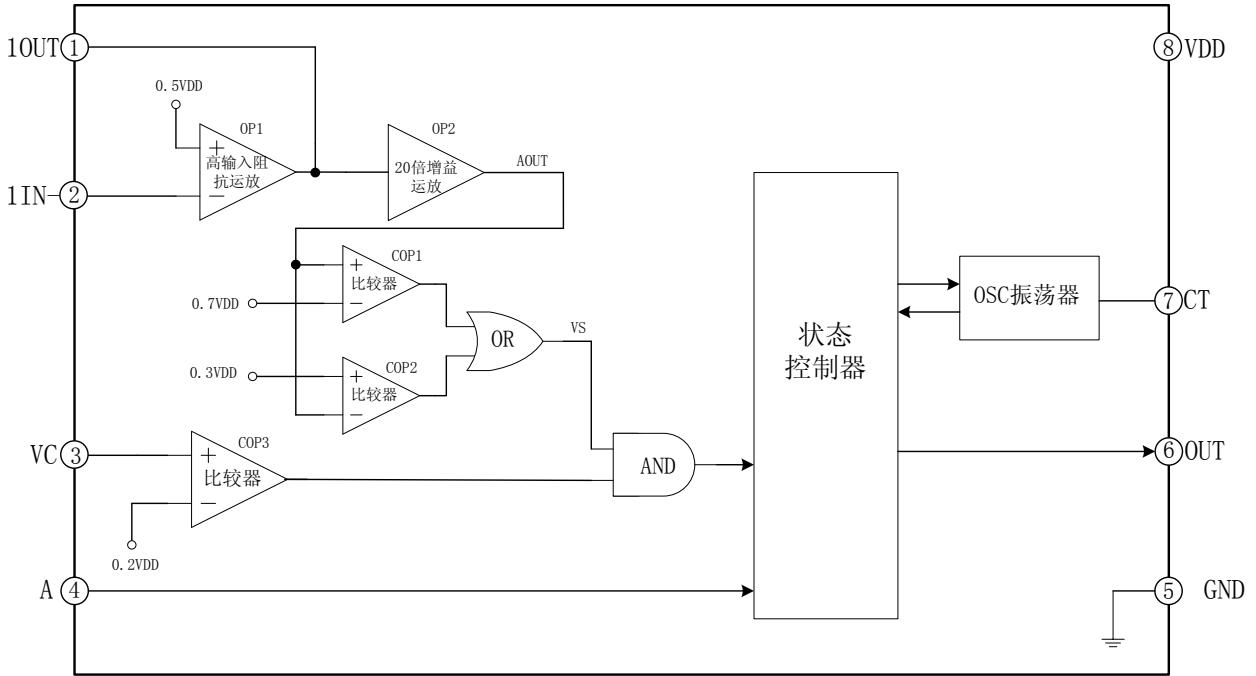 1OUT 1
8 VDD
0.5VDD
OP1
OP2
+
高输入阻
抗运放
-
20倍增益
运放
AOUT
1IN- 2
COP1
+
比较器
-
0.7VDD
OSC振荡器
7 CT
OR
VS
状态
控制器
COP2
0.3VDD
+
比较器
-
COP3
VC 3
+
比较器
-
AND
6 OUT
0.2VDD
A 4
5 GND